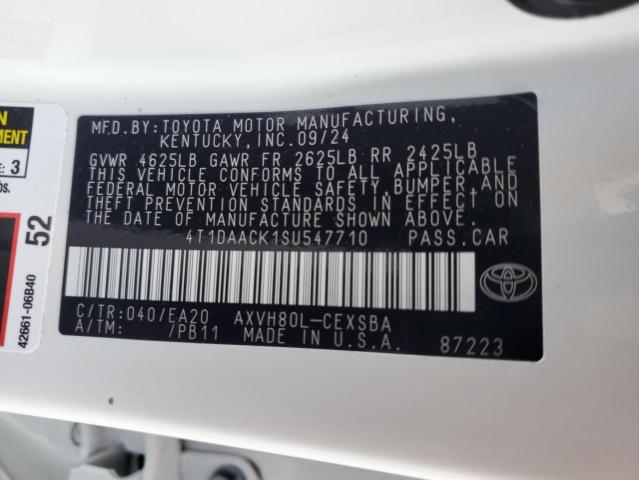 MFD.BY:TOYOTA MOTOR MANUFACTURING,
KENTUCKY, INC.09/24
GVWR 4625LB GAWR FR 2625LB RR 2425LB
THIS VEHICLE CONFORMS TO ALL APPLICABLE
FEDERAL MOTOR VEHICLE SAFETY,BUMPER,AND
THEFT PREVENTION STANDARDS IN EFFECT ON
THE DATE OF MANUFACTURE SHOWN ABOVE.
4T1DAACK1SU547710 PASS.CAR
C/TR:040/EA20 AXVH80L-CEXSBA
A/TM: /PB11 MADE IN U.S.A. 87223
3
52
42661-06B40